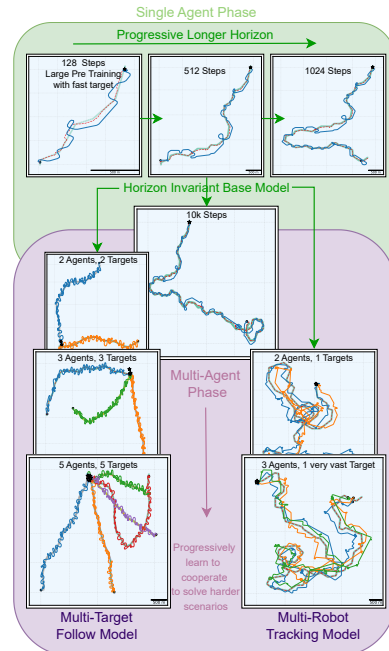 Single Agent Phase
Progressive Longer Horizon
128 Steps
Large Pre Training
with fast target
512 Steps
1024 Steps
Horizon Invariant Base Model
10k Steps
2 Agents, 2 Targets
3 Agents, 3 Targets
5 Agents, 5 Targets
Multi-Agent
Phase
Progressively
learn to
cooperate
to solve harder
scenarios
2 Agents, 1 Targets
3 Agents, 1 very vast Target
Multi-Target
Follow Model
Multi-Robot
Tracking Model